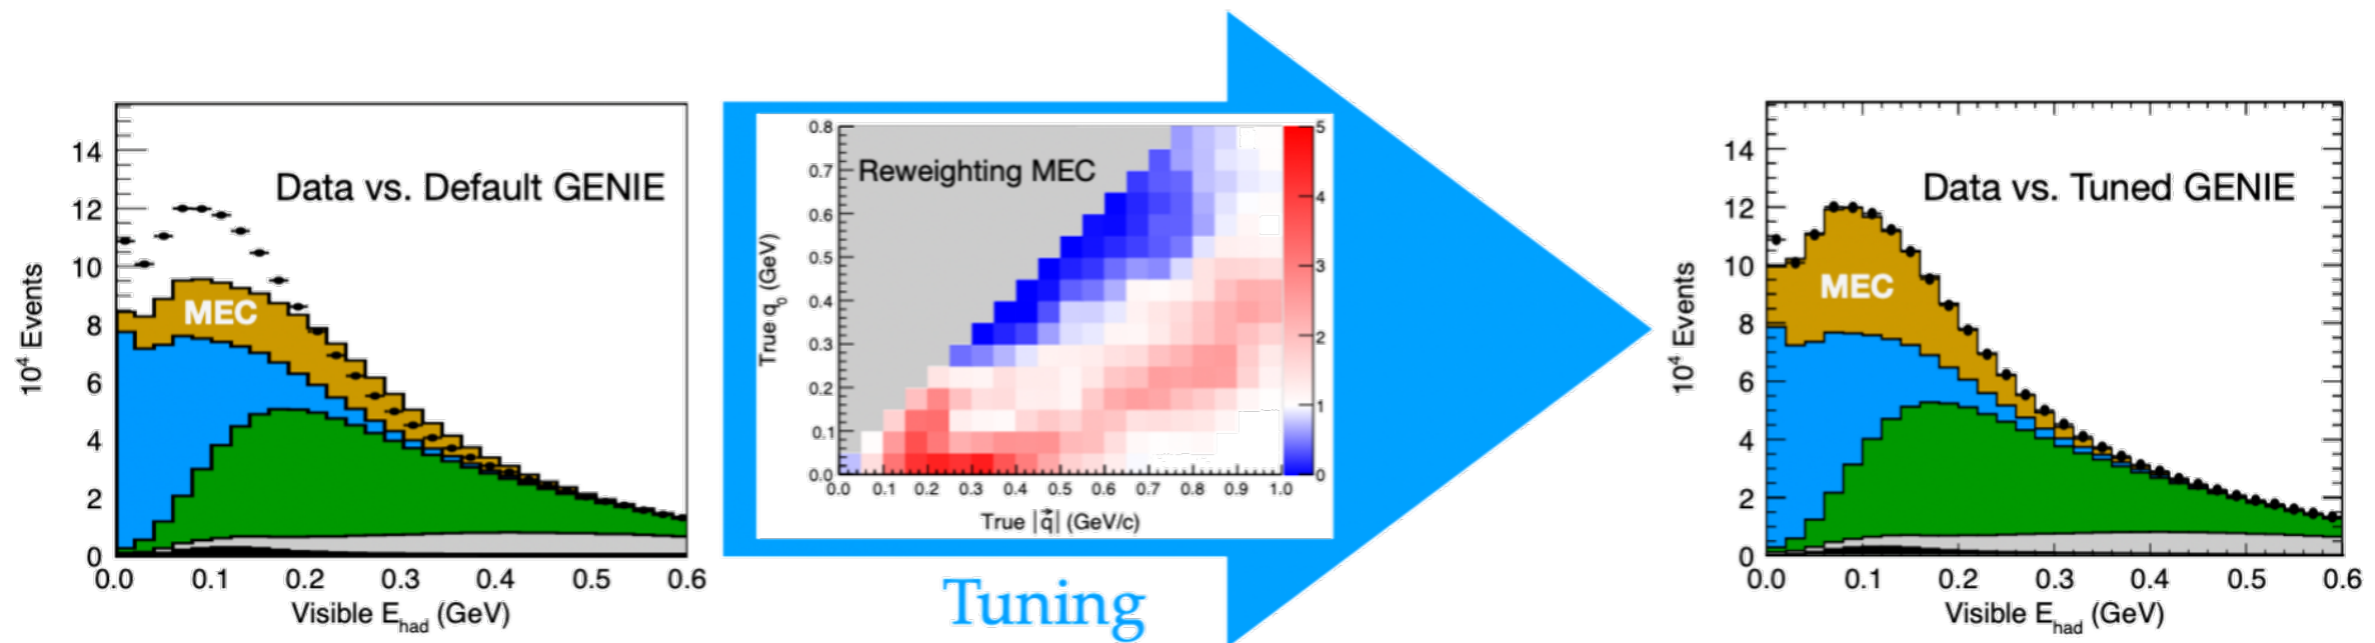 Data vs. Default GENIE
MEC
10⁴ Events
14
12
10
8
6
4
2
0
0.0 0.1 0.2 0.3 0.4 0.5 0.6
Visible E_had (GeV)
Reweighting MEC
True q₀ (GeV)
0.8
0.7
0.6
0.5
0.4
0.3
0.2
0.1
0.0
0.0 0.1 0.2 0.3 0.4 0.5 0.6 0.7 0.8 0.9 1.0
True |q⃗| (GeV/c)
5
4
3
2
1
0
Tuning
Data vs. Tuned GENIE
MEC
10⁴ Events
14
12
10
8
6
4
2
0
0.0 0.1 0.2 0.3 0.4 0.5 0.6
Visible E_had (GeV)